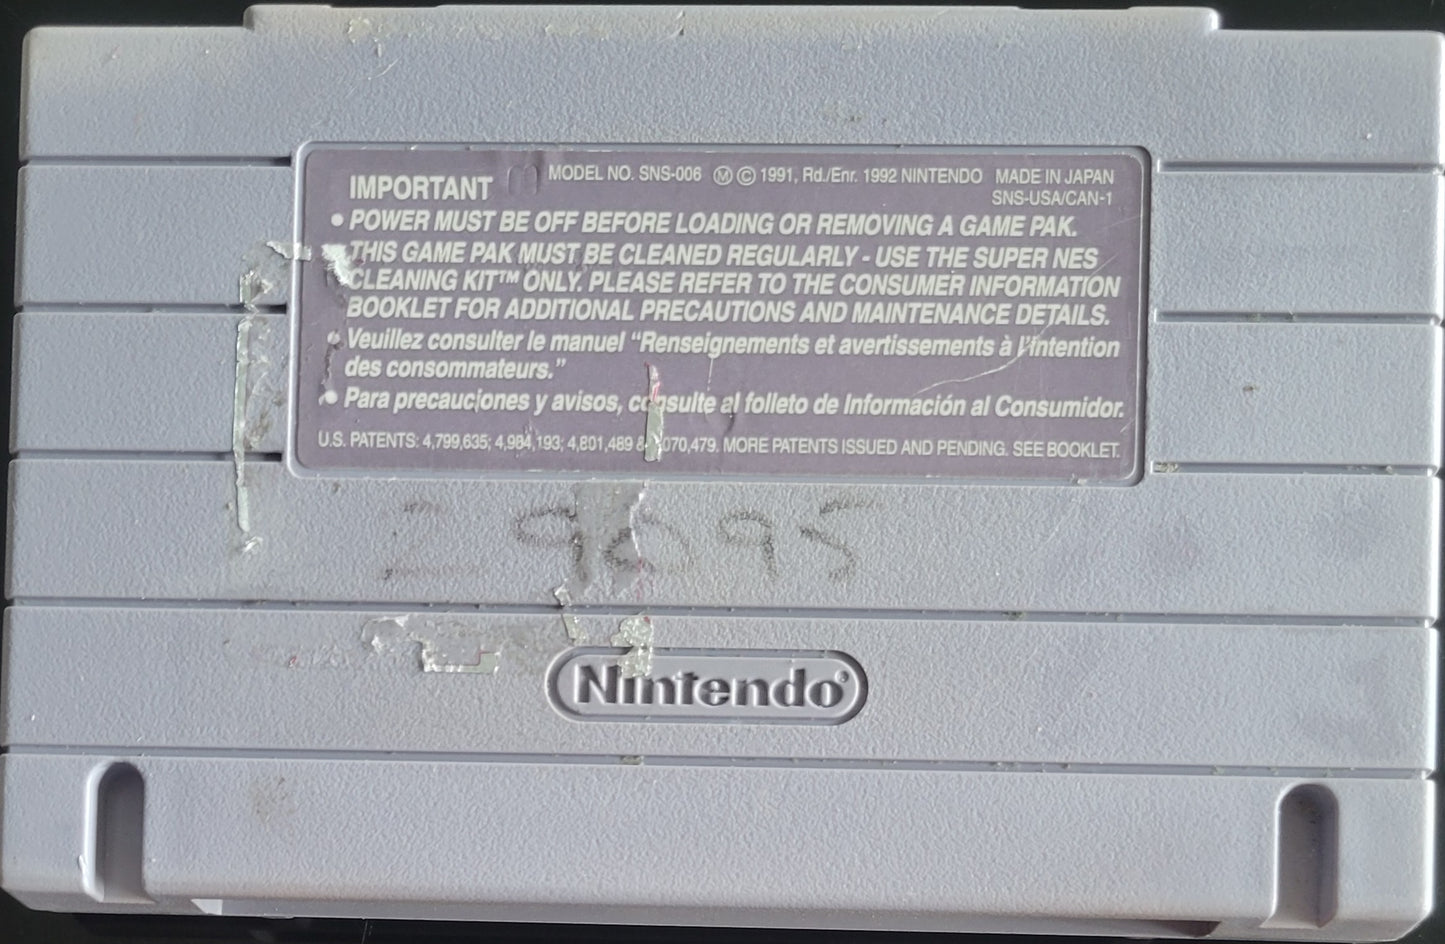 IMPORTANT MODEL NO. SNS-006 Ⓜ © 1991, Rd./Enr. 1992 NINTENDO MADE IN JAPAN
SNS-USA/CAN-1
• POWER MUST BE OFF BEFORE LOADING OR REMOVING A GAME PAK.
• THIS GAME PAK MUST BE CLEANED REGULARLY - USE THE SUPER NES
CLEANING KIT™ ONLY. PLEASE REFER TO THE CONSUMER INFORMATION
BOOKLET FOR ADDITIONAL PRECAUTIONS AND MAINTENANCE DETAILS.
• Veuillez consulter le manuel “Renseignements et avertissements à l’intention
des consommateurs.”
• Para precauciones y avisos, consulte al folleto de Información al Consumidor.
U.S. PATENTS: 4,799,635; 4,984,193; 4,801,489 & 070,479. MORE PATENTS ISSUED AND PENDING. SEE BOOKLET.
29095
Nintendo®